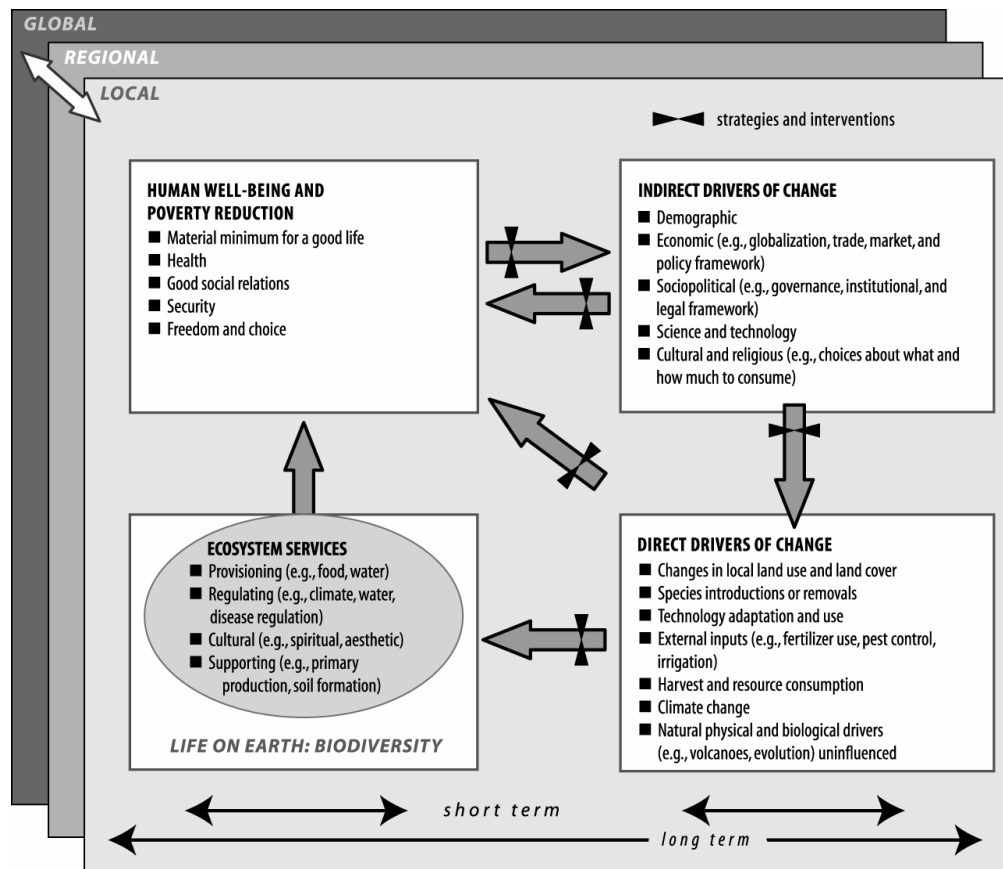 GLOBAL
REGIONAL
LOCAL
strategies and interventions
HUMAN WELL-BEING AND
POVERTY REDUCTION
■ Material minimum for a good life
■ Health
■ Good social relations
■ Security
■ Freedom and choice
INDIRECT DRIVERS OF CHANGE
■ Demographic
■ Economic (e.g., globalization, trade, market, and
policy framework)
■ Sociopolitical (e.g., governance, institutional, and
legal framework)
■ Science and technology
■ Cultural and religious (e.g., choices about what and
how much to consume)
ECOSYSTEM SERVICES
■ Provisioning (e.g., food, water)
■ Regulating (e.g., climate, water,
disease regulation)
■ Cultural (e.g., spiritual, aesthetic)
■ Supporting (e.g., primary
production, soil formation)
LIFE ON EARTH: BIODIVERSITY
DIRECT DRIVERS OF CHANGE
■ Changes in local land use and land cover
■ Species introductions or removals
■ Technology adaptation and use
■ External inputs (e.g., fertilizer use, pest control,
irrigation)
■ Harvest and resource consumption
■ Climate change
■ Natural physical and biological drivers
(e.g., volcanoes, evolution) uninfluenced
short term
long term